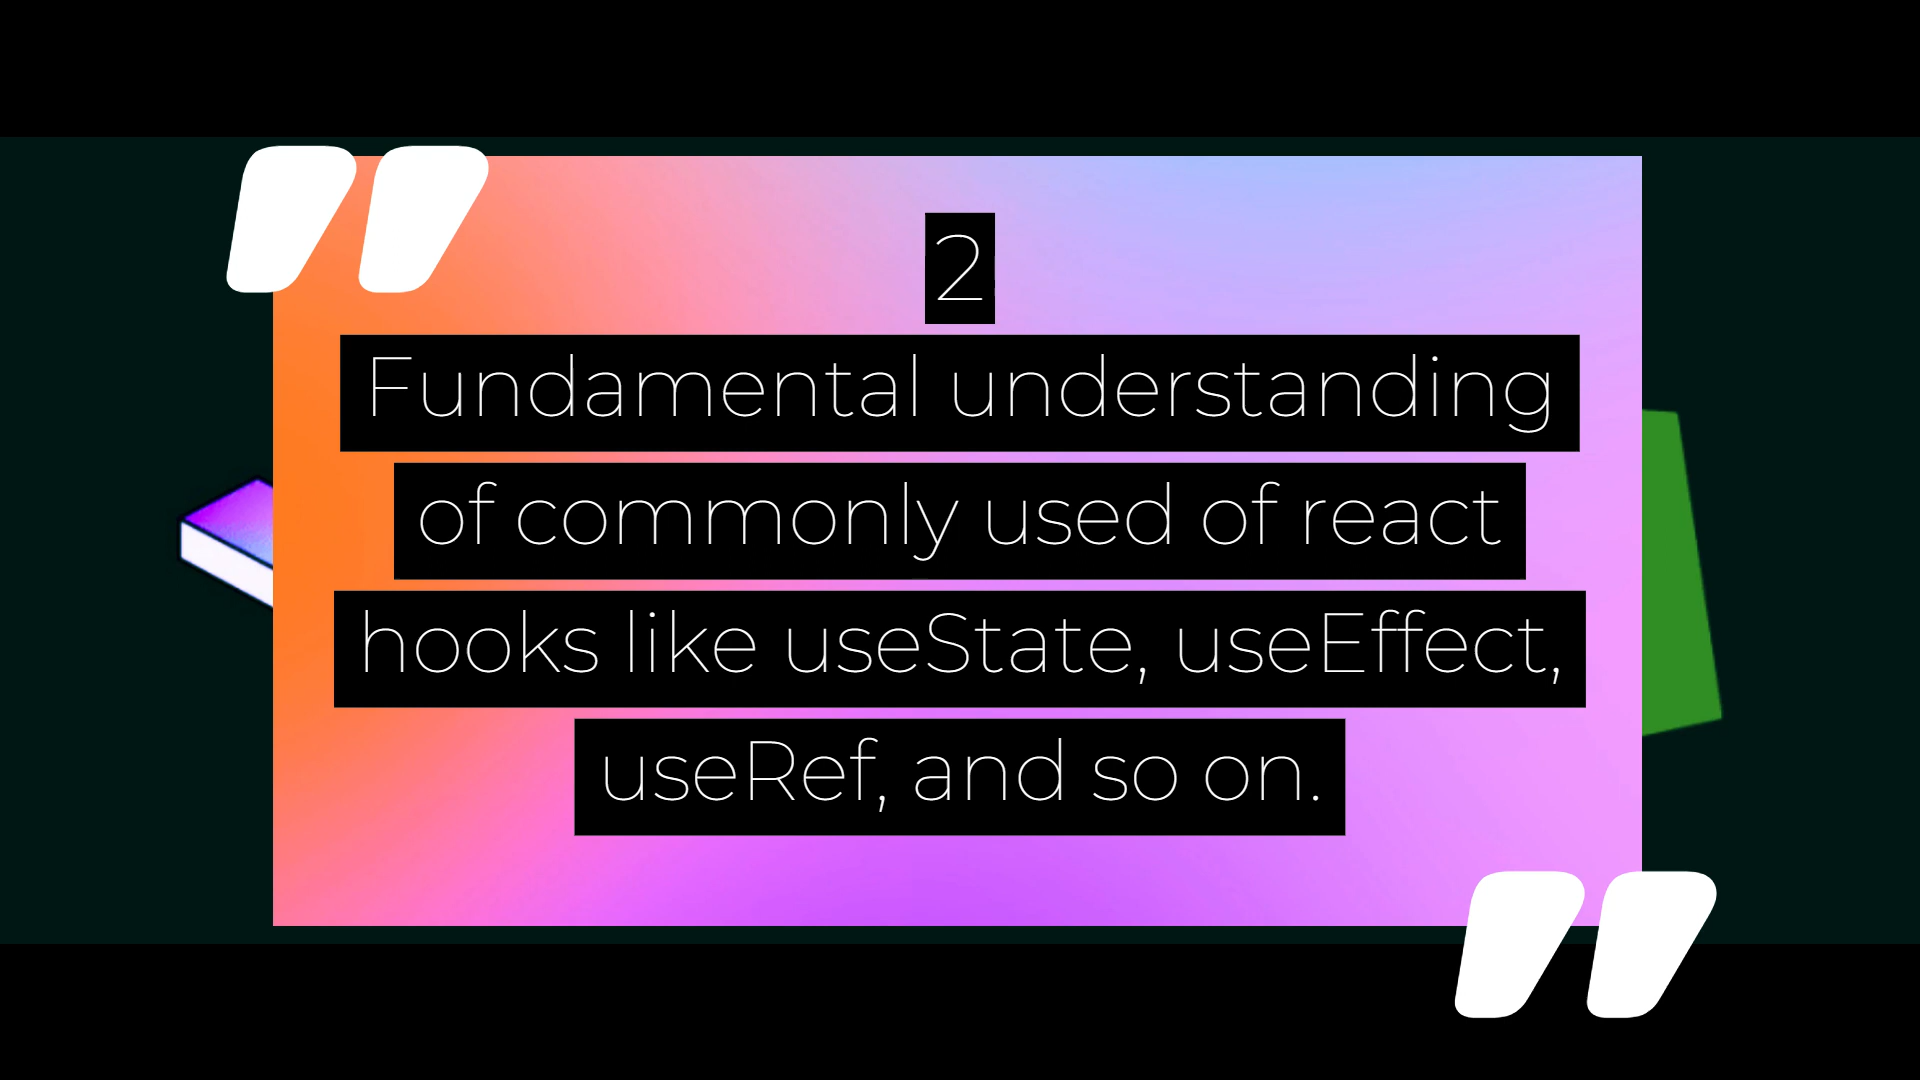 2
Fundamental understanding
of commonly used of react
hooks like useState, useEffect,
useRef, and so on.